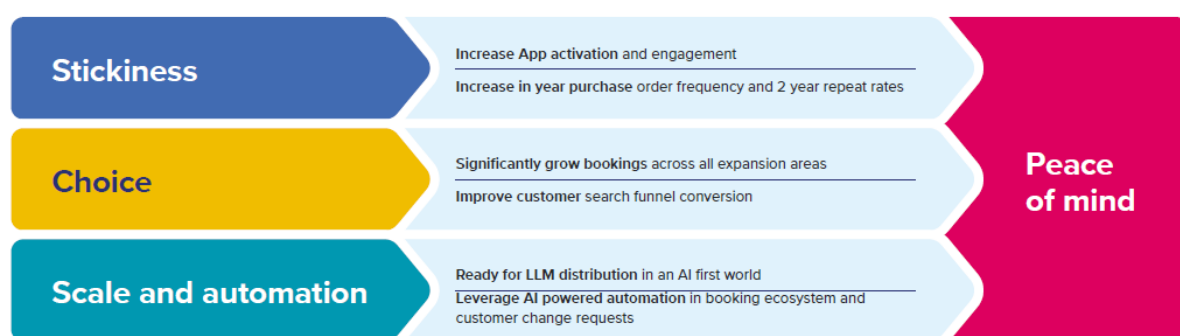 Stickiness
Increase App activation and engagement
Increase in year purchase order frequency and 2 year repeat rates
Choice
Significantly grow bookings across all expansion areas
Improve customer search funnel conversion
Scale and automation
Ready for LLM distribution in an AI first world
Leverage AI powered automation in booking ecosystem and
customer change requests
Peace
of mind